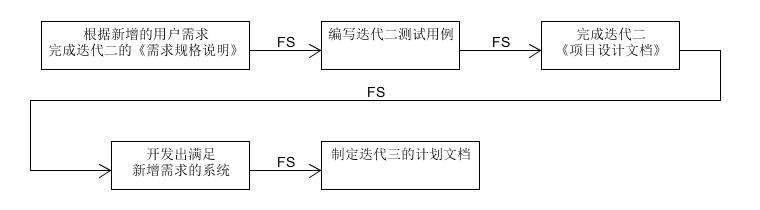 根据新增的用户需求
完成迭代二的《需求规格说明》
FS
编写迭代二测试用例
FS
完成迭代二
《项目设计文档》
FS
开发出满足
新增需求的系统
FS
制定迭代三的计划文档